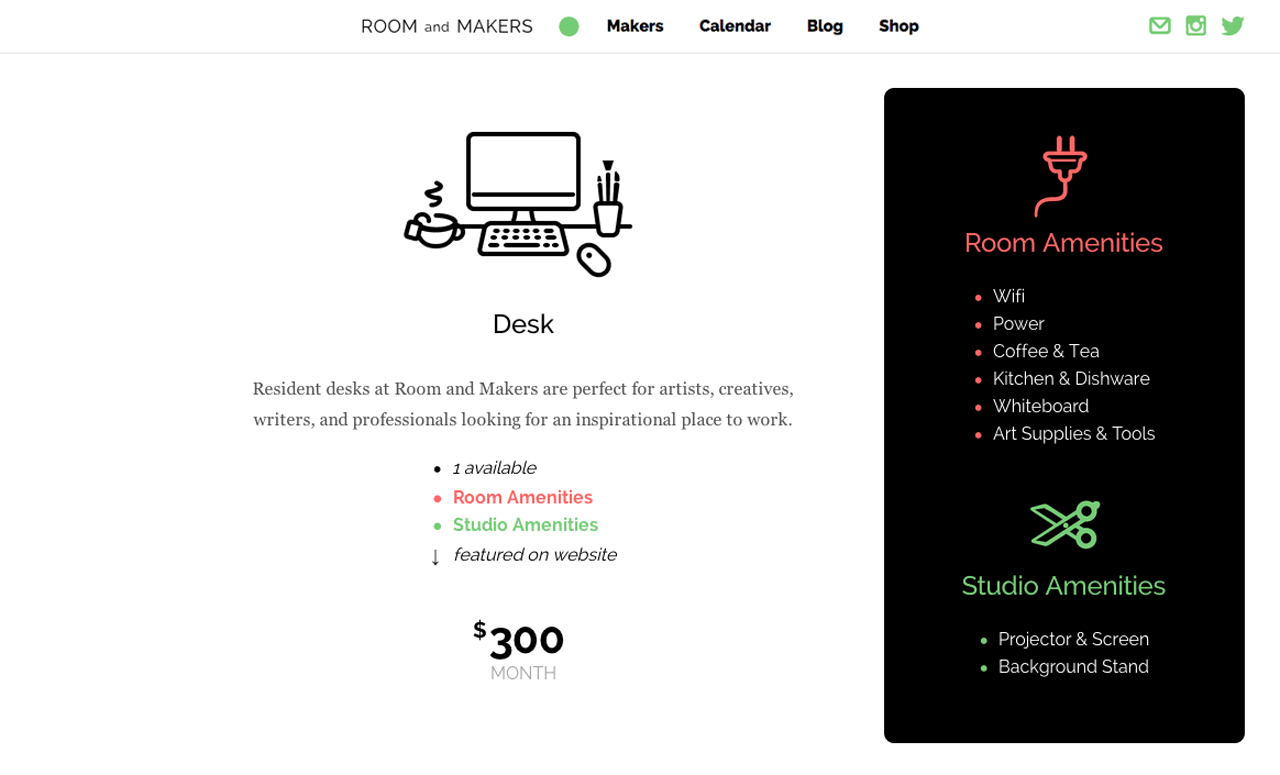 ROOM and MAKERS Makers Calendar Blog Shop
Desk
Resident desks at Room and Makers are perfect for artists, creatives,
writers, and professionals looking for an inspirational place to work.
• 1 available
• Room Amenities
• Studio Amenities
↓ featured on website
$300
MONTH
Room Amenities
• Wifi
• Power
• Coffee & Tea
• Kitchen & Dishware
• Whiteboard
• Art Supplies & Tools
Studio Amenities
• Projector & Screen
• Background Stand